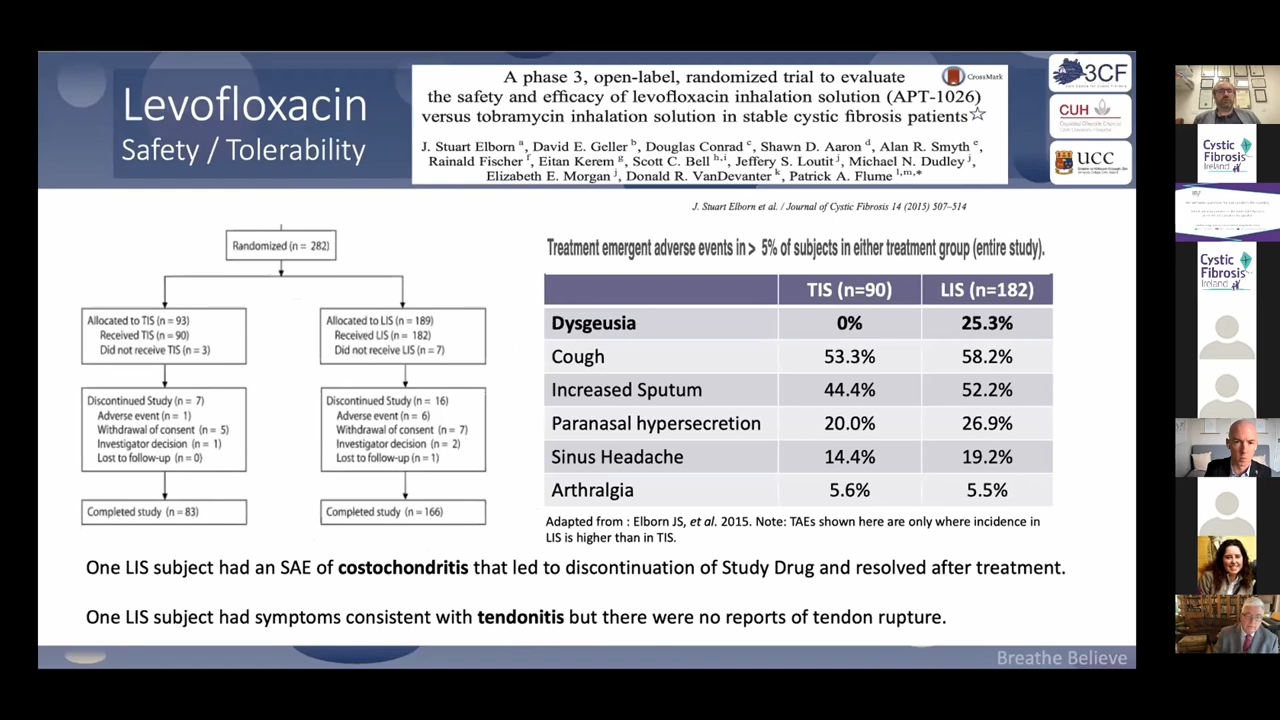 Levofloxacin
Safety / Tolerability
A phase 3, open-label, randomized trial to evaluate
the safety and efficacy of levofloxacin inhalation solution (APT-1026)
versus tobramycin inhalation solution in stable cystic fibrosis patients☆
CrossMark
J. Stuart Elborn a, David E. Geller b, Douglas Conrad c, Shawn D. Aaron d, Alan R. Smyth e,
Rainald Fischer f, Eitan Kerem g, Scott C. Bell h,i, Jeffery S. Loutit j, Michael N. Dudley j,
Elizabeth E. Morgan j, Donald R. VanDevanter k, Patrick A. Flume l,m,*
3CF
CUH
UCC
J. Stuart Elborn et al. / Journal of Cystic Fibrosis 14 (2015) 507–514
Randomized (n = 282)
Allocated to TIS (n = 93)
Received TIS (n = 90)
Did not receive TIS (n = 3)
Allocated to LIS (n = 189)
Received LIS (n = 182)
Did not receive LIS (n = 7)
Discontinued Study (n = 7)
Adverse event (n = 1)
Withdrawal of consent (n = 5)
Investigator decision (n = 1)
Lost to follow-up (n = 0)
Discontinued Study (n = 16)
Adverse event (n = 6)
Withdrawal of consent (n = 7)
Investigator decision (n = 2)
Lost to follow-up (n = 1)
Completed study (n = 83)
Completed study (n = 166)
Treatment emergent adverse events in > 5% of subjects in either treatment group (entire study).
TIS (n=90) LIS (n=182)
Dysgeusia 0% 25.3%
Cough 53.3% 58.2%
Increased Sputum 44.4% 52.2%
Paranasal hypersecretion 20.0% 26.9%
Sinus Headache 14.4% 19.2%
Arthralgia 5.6% 5.5%
Adapted from : Elborn JS, et al. 2015. Note: TAEs shown here are only where incidence in
LIS is higher than in TIS.
One LIS subject had an SAE of costochondritis that led to discontinuation of Study Drug and resolved after treatment.
One LIS subject had symptoms consistent with tendonitis but there were no reports of tendon rupture.
Breathe Believe
Cystic
Fibrosis
Ireland
Cystic
Fibrosis
Ireland